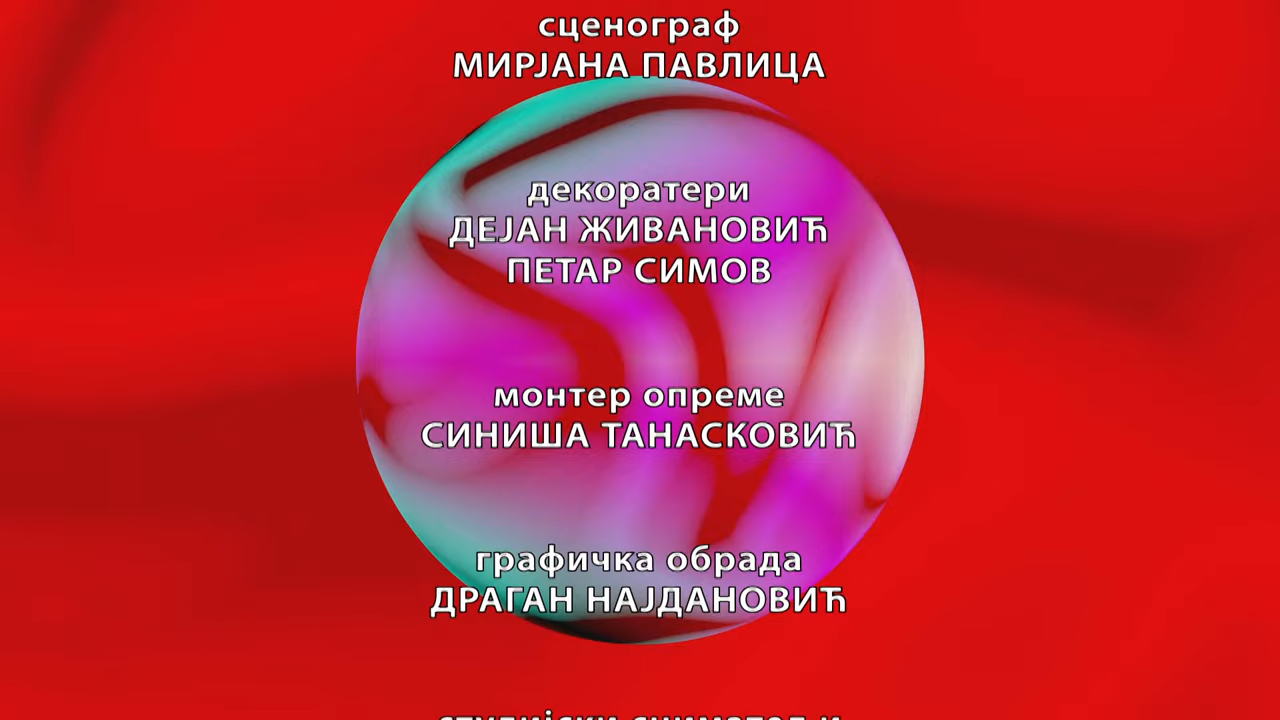 сценограф
МИРЈАНА ПАВЛИЦА
декоратери
ДЕЈАН ЖИВАНОВИЋ
ПЕТАР СИМОВ
монтер опреме
СИНИША ТАНАСКОВИЋ
графичка обрада
ДРАГАН НАЈДАНОВИЋ